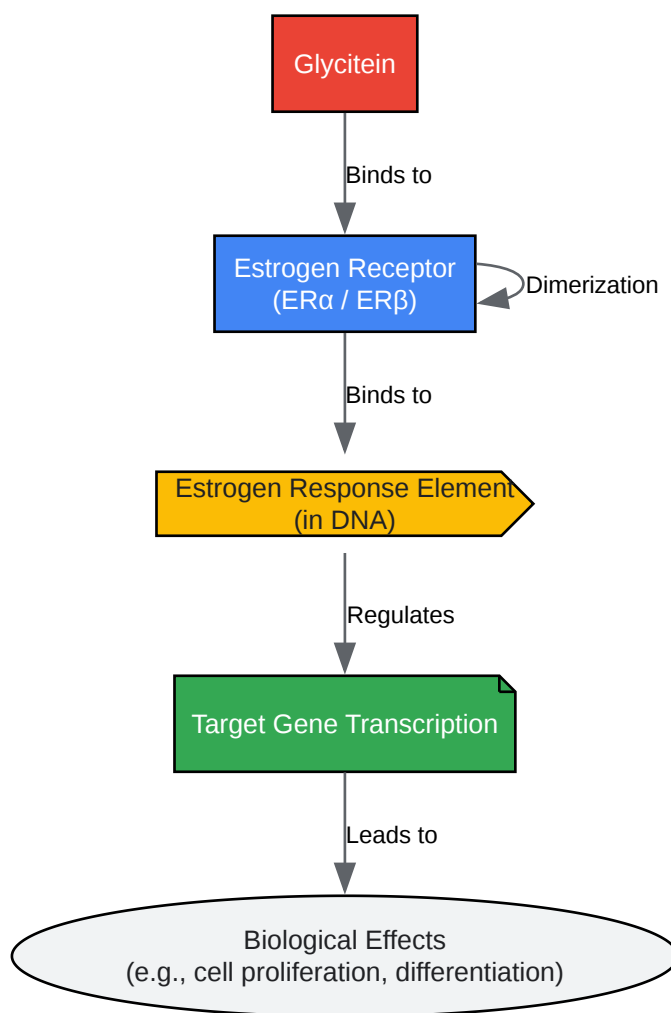 Glycitein
Binds to
Estrogen Receptor
(ERα / ERβ)
Dimerization
Binds to
Estrogen Response Element
(in DNA)
Regulates
Target Gene Transcription
Leads to
Biological Effects
(e.g., cell proliferation, differentiation)